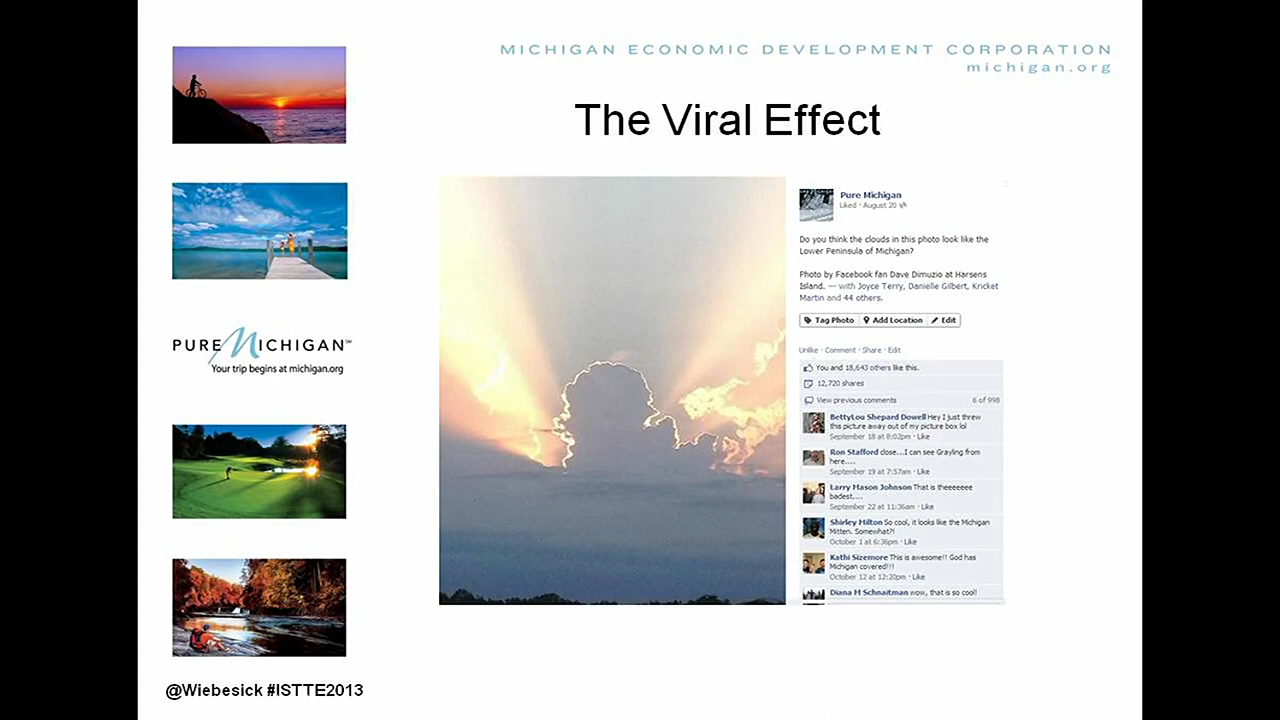 MICHIGAN ECONOMIC DEVELOPMENT CORPORATION
michigan.org
The Viral Effect
PURE MICHIGAN℠
Your trip begins at michigan.org
Pure Michigan
Liked · August 20
Do you think the clouds in this photo look like the
Lower Peninsula of Michigan?
Photo by Facebook fan Dave Dimuzio at Harsens
Island. — with Joyce Terry, Danielle Gilbert, Kricket
Martin and 44 others.
Tag Photo Add Location Edit
Unlike · Comment · Share · Edit
You and 18,643 others like this.
12,720 shares
View previous comments 6 of 998
BettyLou Shepard Dowell Hey I just threw
this picture away out of my picture box lol
September 18 at 8:02pm · Like
Ron Stafford close...I can see Grayling from
here....
September 19 at 7:57am · Like
Larry Mason Johnson That is theeeeeee
badest....
September 22 at 11:36am · Like
Shirley Hilton So cool, it looks like the Michigan
Mitten. Somewhat?!
October 1 at 6:36pm · Like
Kathi Sizemore This is awesome!! God has
Michigan covered!!!
October 12 at 12:20pm · Like
Diana M Schnaitman wow, that is so cool!
@Wiebesick #ISTTE2013